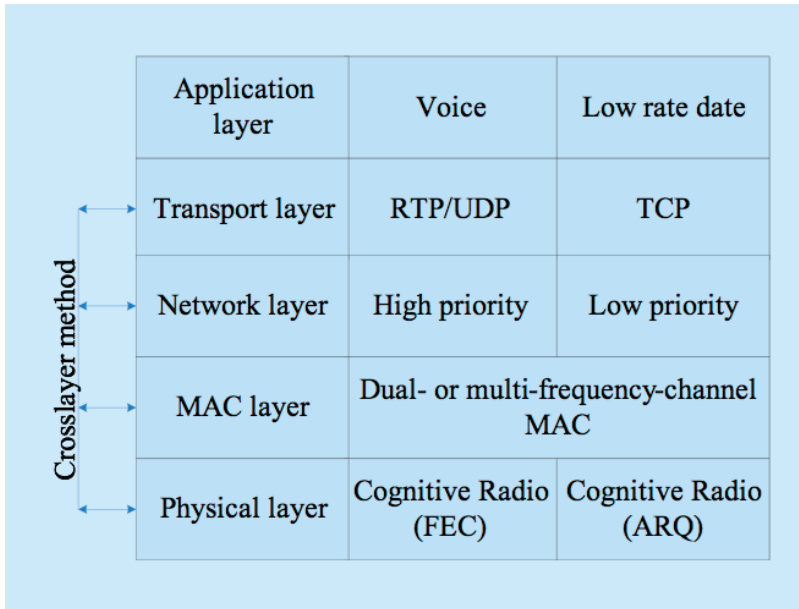 Application
layer
Voice
Low rate date
Transport layer
RTP/UDP
TCP
Network layer
High priority
Low priority
MAC layer
Dual- or multi-frequency-channel
MAC
Physical layer
Cognitive Radio
(FEC)
Cognitive Radio
(ARQ)
Crosslayer method